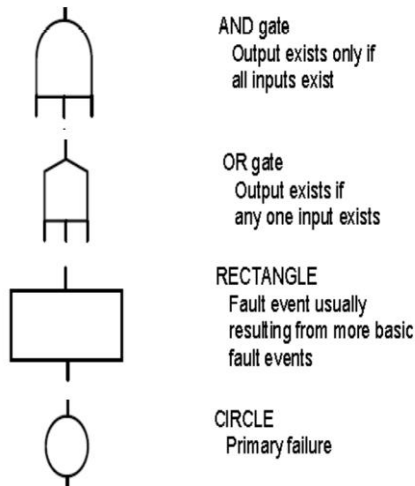 AND gate
Output exists only if
all inputs exist
OR gate
Output exists if
any one input exists
RECTANGLE
Fault event usually
resulting from more basic
fault events
CIRCLE
Primary failure